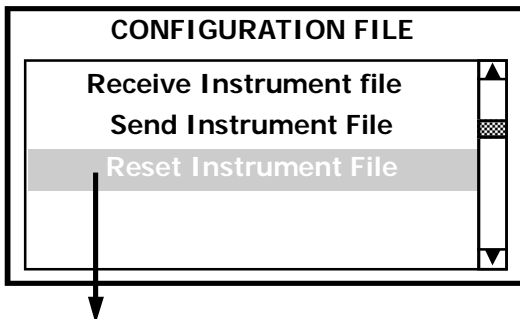 CONFIGURATION FILE
Receive Instrument file
Send Instrument File
Reset Instrument File